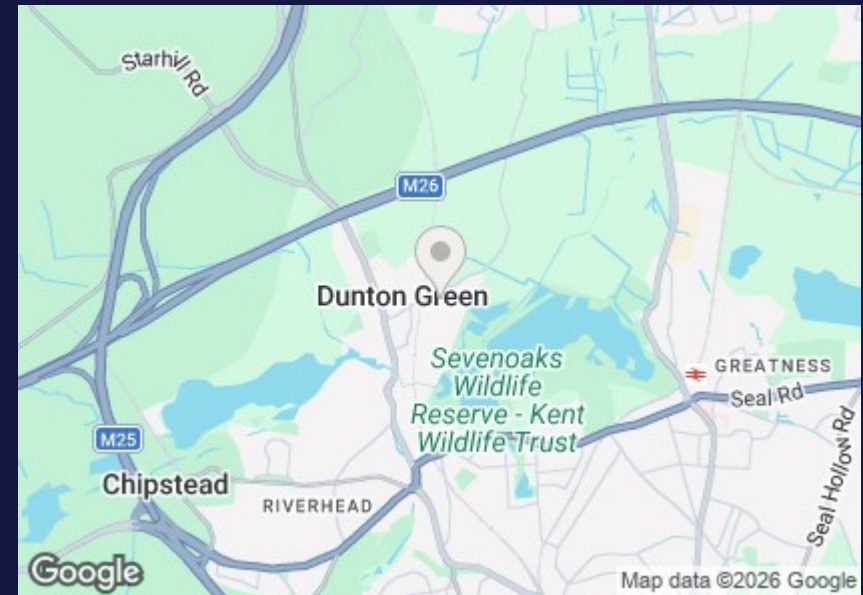 Starhill Rd
M26
Dunton Green
Sevenoaks
Wildlife
Reserve - Kent
Wildlife Trust
GREATNESS
Seal Rd
M25
Chipstead
RIVERHEAD
Seal Hollow Rd
Google
Map data ©2026 Google